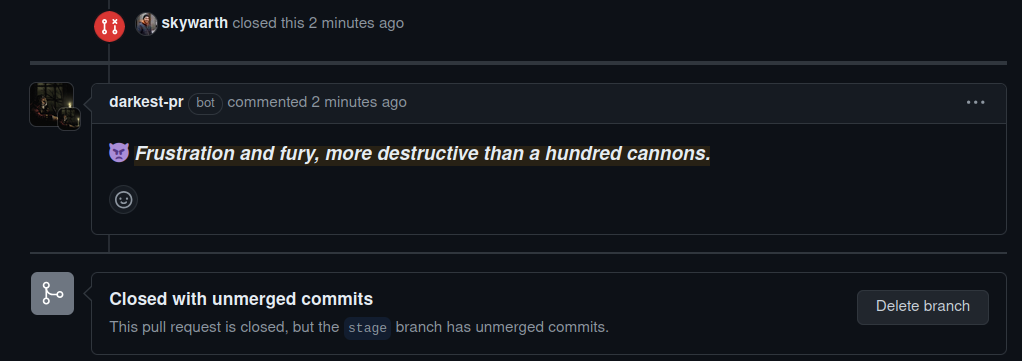 skywarth closed this 2 minutes ago
darkest-pr bot commented 2 minutes ago
Frustration and fury, more destructive than a hundred cannons.
Closed with unmerged commits
Delete branch
This pull request is closed, but the stage branch has unmerged commits.